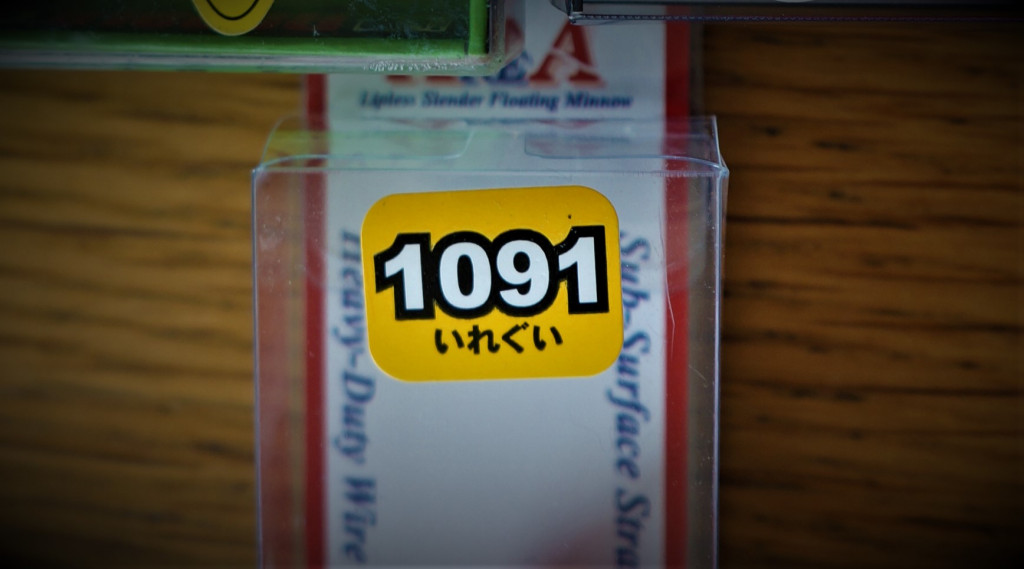 Lipless Slender Floating Minnow
1091
いれぐい
Heavy-Duty Wire
Sub-Surface